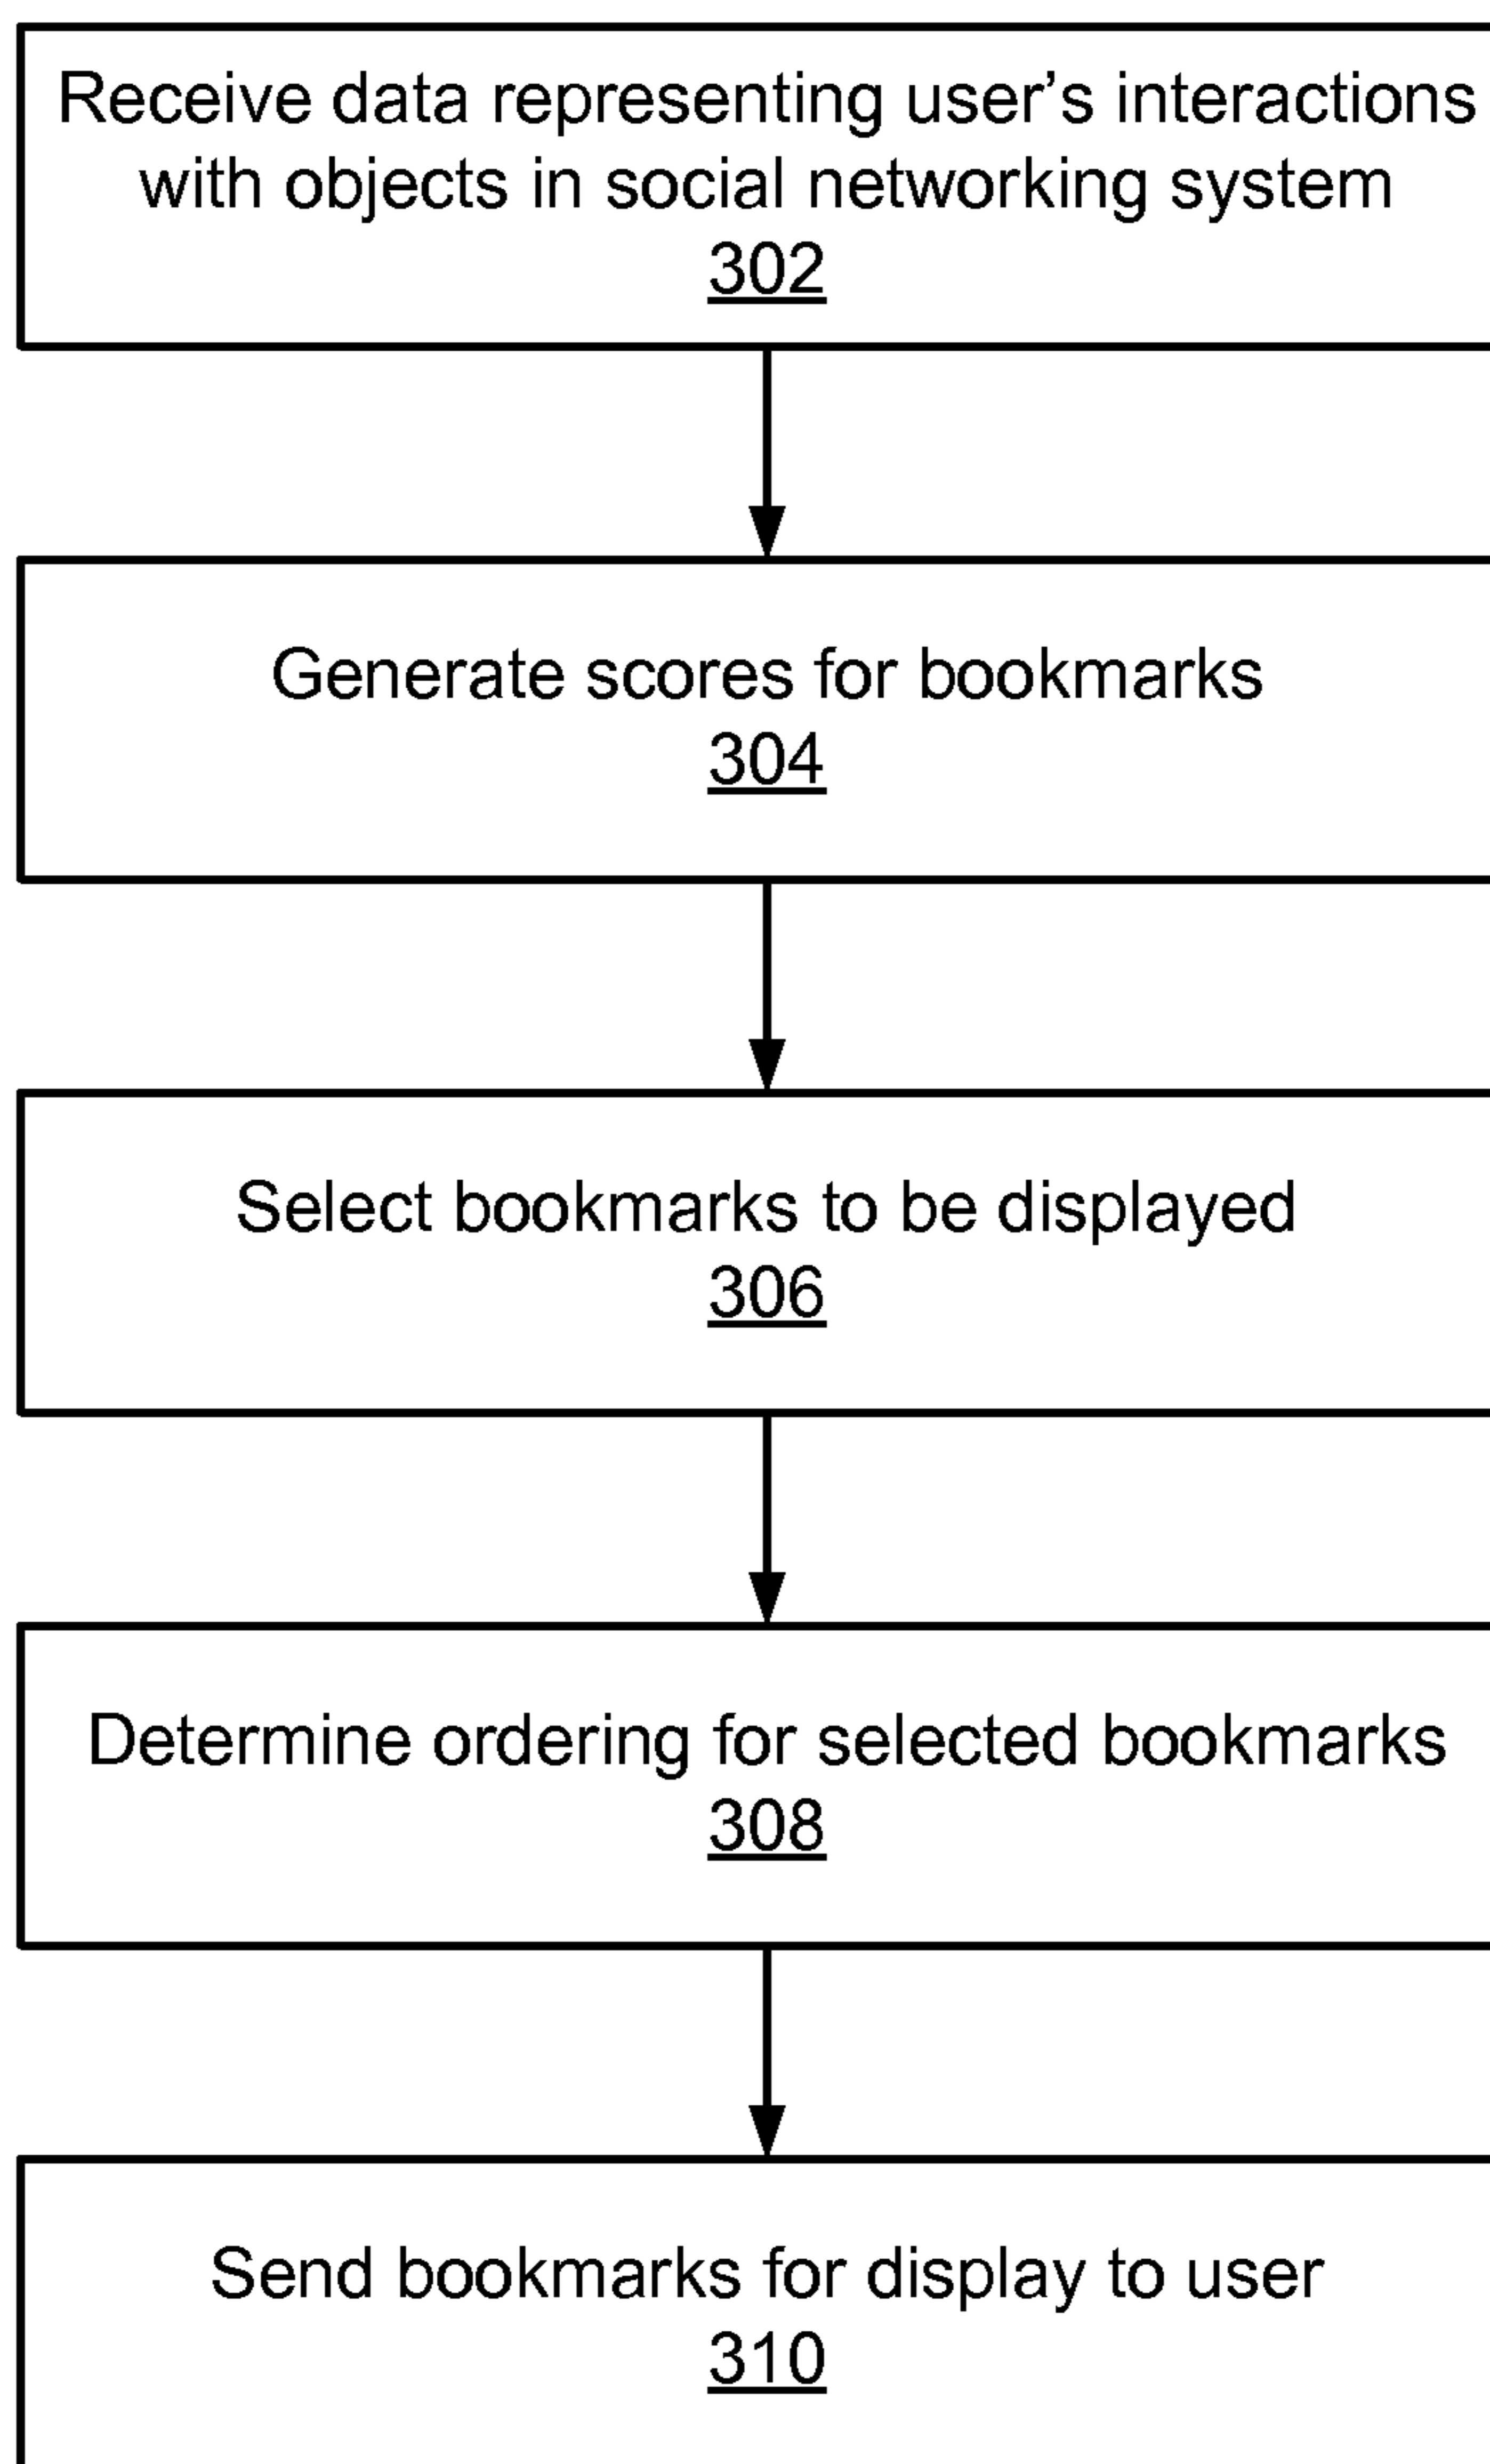 Receive data representing user’s interactions
with objects in social networking system
302
Generate scores for bookmarks
304
Select bookmarks to be displayed
306
Determine ordering for selected bookmarks
308
Send bookmarks for display to user
310